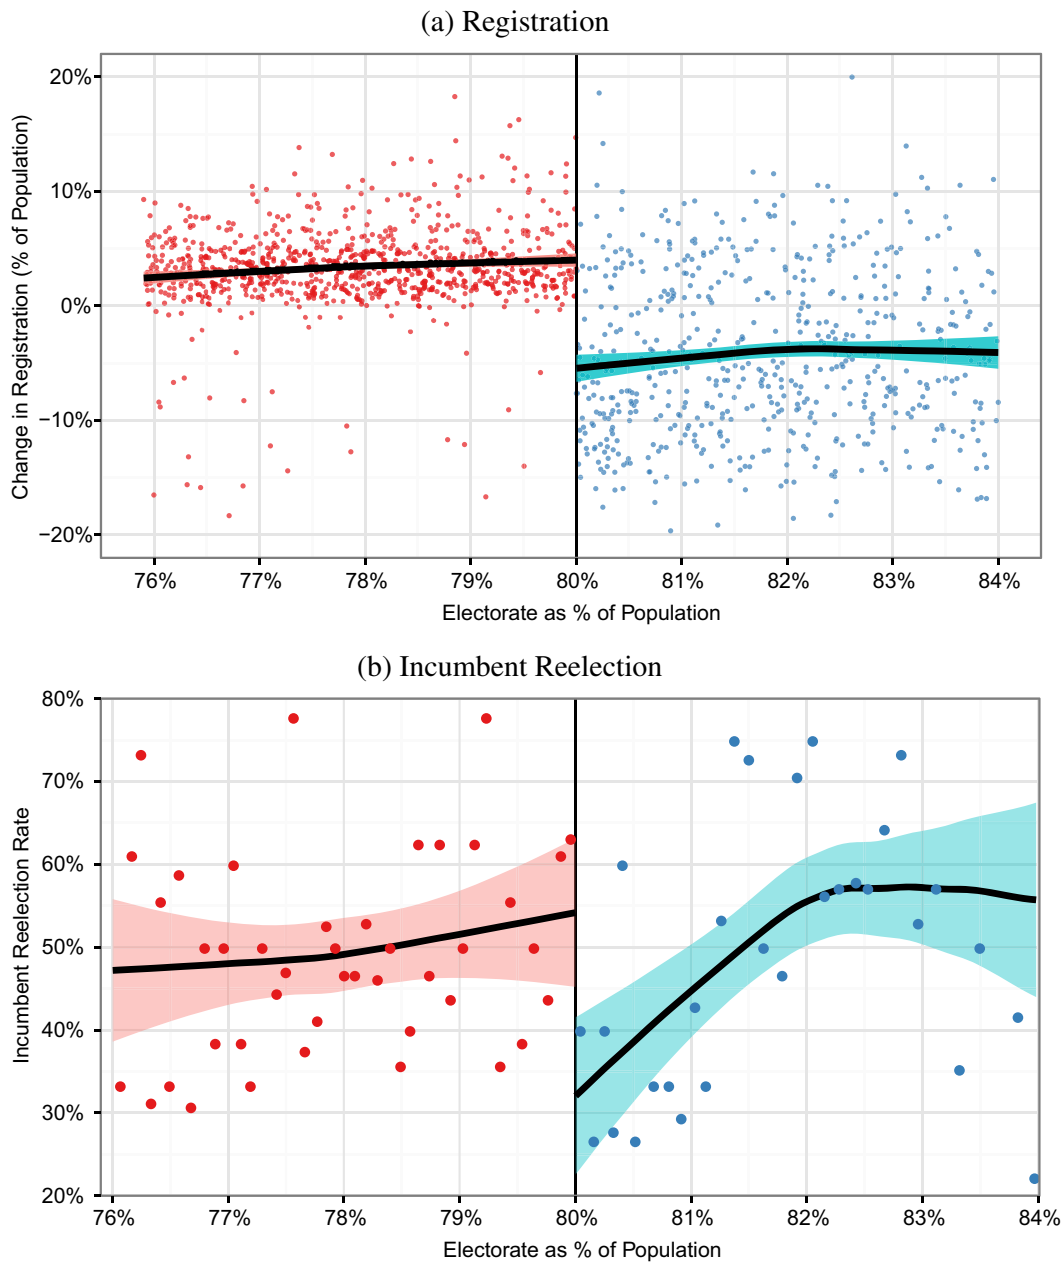 (a) Registration
Change in Registration (% of Population)
20%
10%
0%
−10%
−20%
76% 77% 78% 79% 80% 81% 82% 83% 84%
Electorate as % of Population
(b) Incumbent Reelection
Incumbent Reelection Rate
80%
70%
60%
50%
40%
30%
20%
76% 77% 78% 79% 80% 81% 82% 83% 84%
Electorate as % of Population